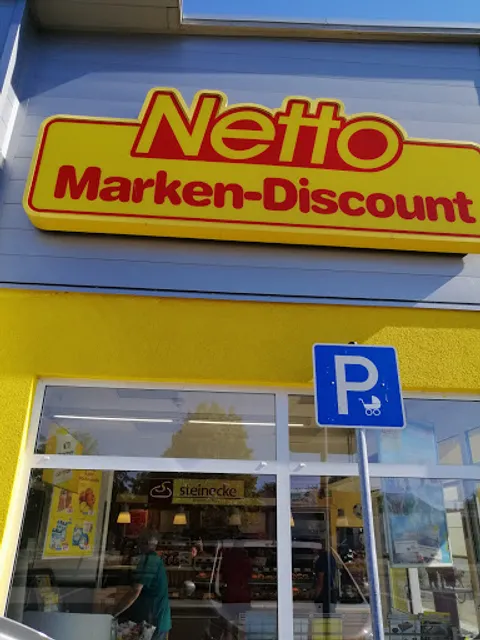 Netto
Marken-Discount
P
steinecke